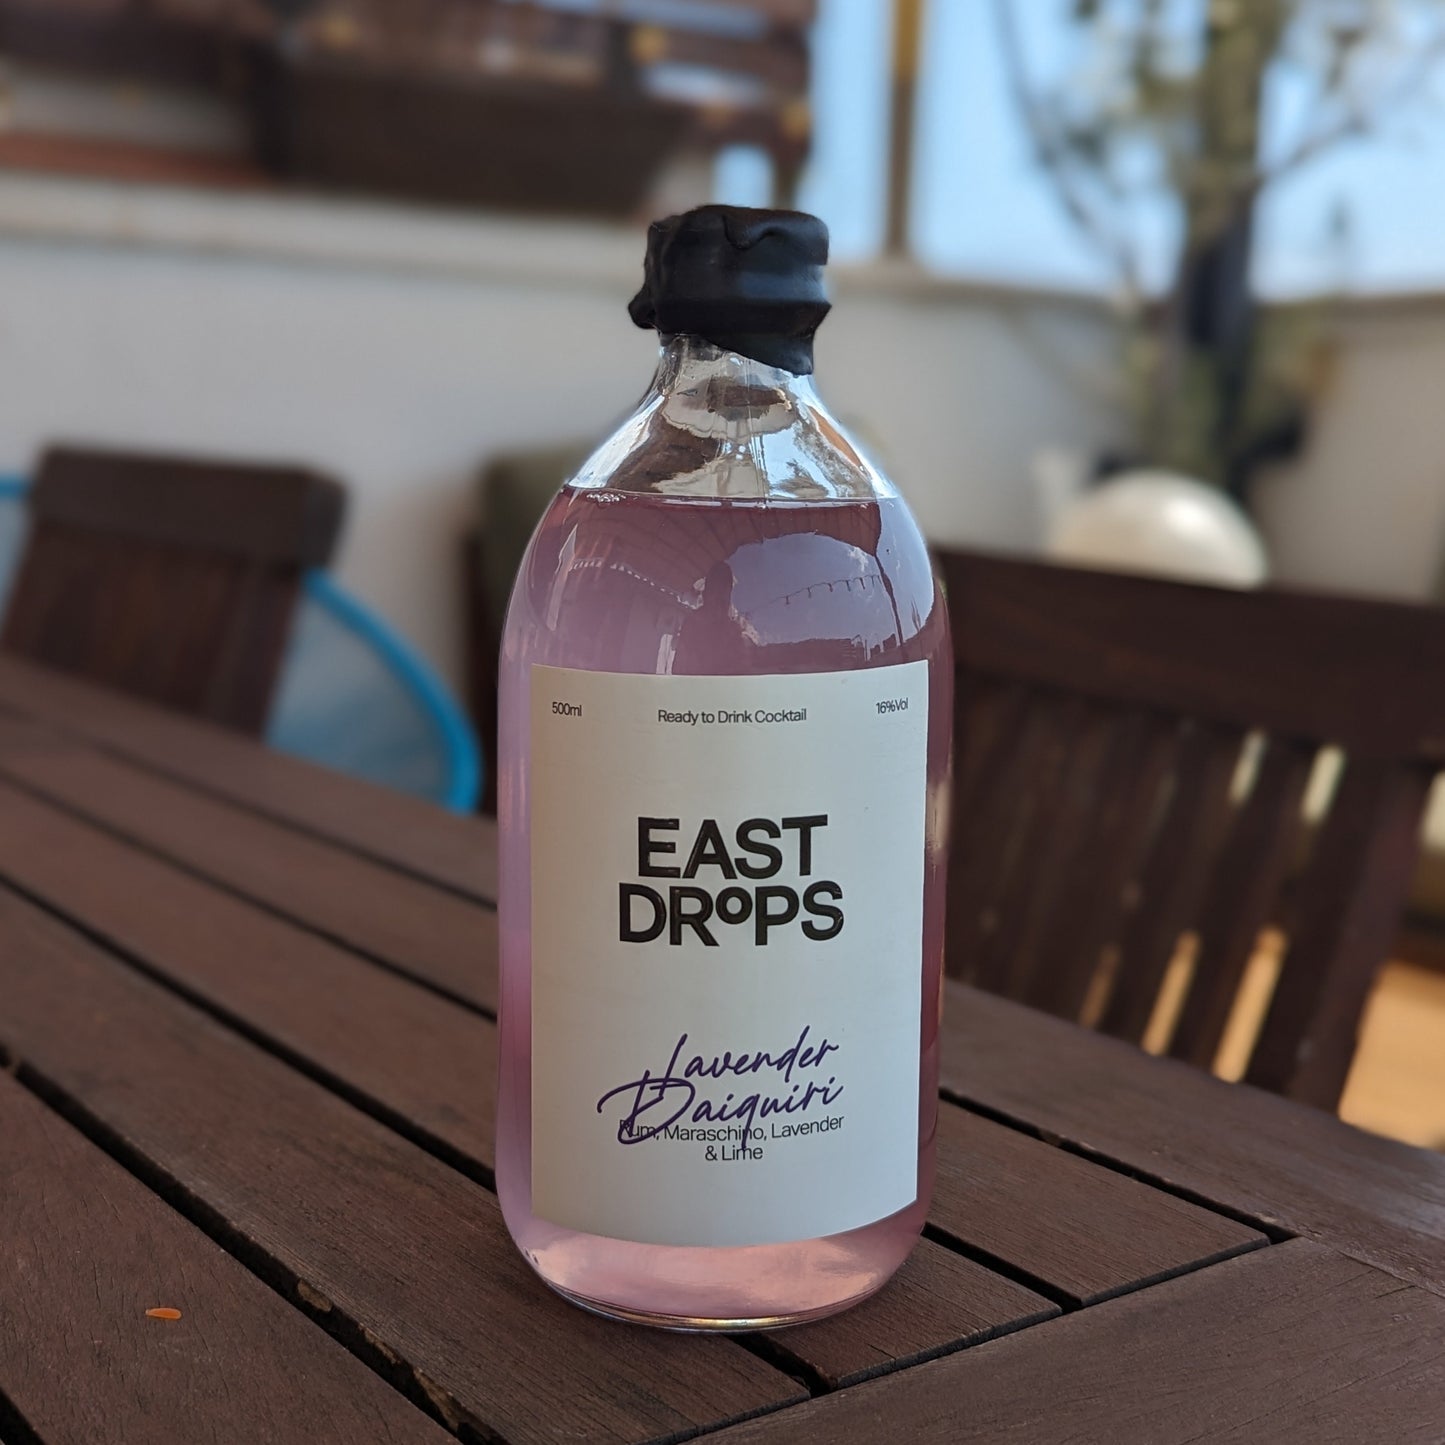 500ml
Ready to Drink Cocktail
16%Vol
EAST
DROPS
Lavender
Daiquiri
Rum, Maraschino, Lavender
& Lime